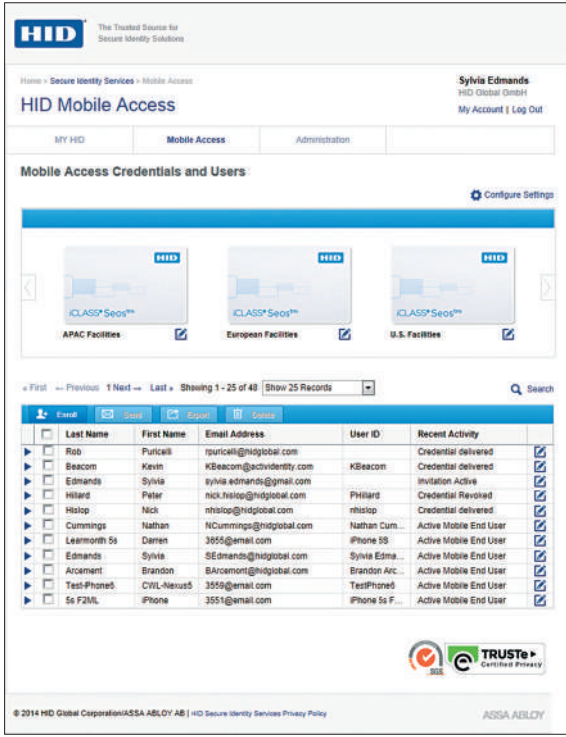 HID
The Trusted Source for
Secure Identity Solutions
Home > Secure Identity Services > Mobile Access
Sylvia Edmands
HID Global GmbH
HID Mobile Access
My Account | Log Out
MY HID Mobile Access Administration
Mobile Access Credentials and Users
Configure Settings
HID HID HID
iCLASS® Seos™ iCLASS® Seos™ iCLASS® Seos™
APAC Facilities European Facilities U.S. Facilities
« First ← Previous 1 Next → Last » Showing 1 - 25 of 48 Show 25 Records Search
Enroll Send Export Delete
Last Name First Name Email Address User ID Recent Activity
Rob Puricelli rpuricelli@hidglobal.com Credential delivered
Beacom Kevin KBeacom@actividentity.com KBeacom Credential delivered
Edmands Sylvia sylvia.edmands@gmail.com Invitation Active
Hillard Peter nick.hislop@hidglobal.com PHillard Credential Revoked
Hislop Nick nhislop@hidglobal.com nhislop Credential delivered
Cummings Nathan NCummings@hidglobal.com Nathan Cum... Active Mobile End User
Learmonth 5s Darren 3655@email.com iPhone 5S Active Mobile End User
Edmands Sylvia SEdmands@hidglobal.com Sylvia Edma... Active Mobile End User
Arcement Brandon BArcemont@hidglobal.com Brandon Arc... Active Mobile End User
Test-Phone6 CWL-Nexus5 3559@email.com TestPhone6 Active Mobile End User
5s F2ML iPhone 3551@email.com iPhone 5s F... Active Mobile End User
SGS
TRUSTe
Certified Privacy
© 2014 HID Global Corporation/ASSA ABLOY AB | HID Secure Identity Services Privacy Policy
ASSA ABLOY